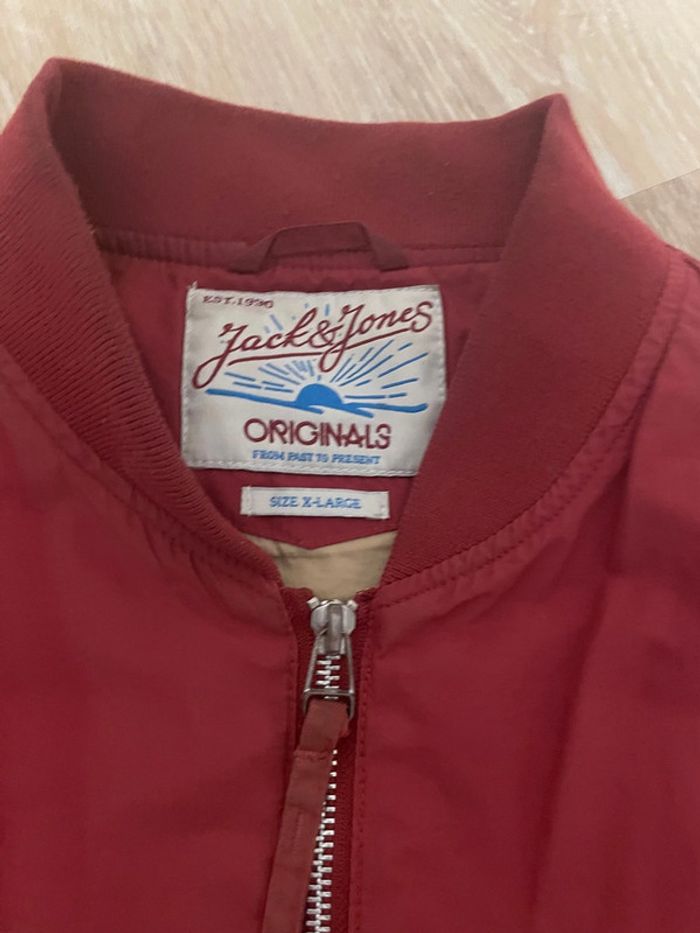 EST. 1990
Jack & Jones
ORIGINALS
FROM PAST TO PRESENT
SIZE X-LARGE